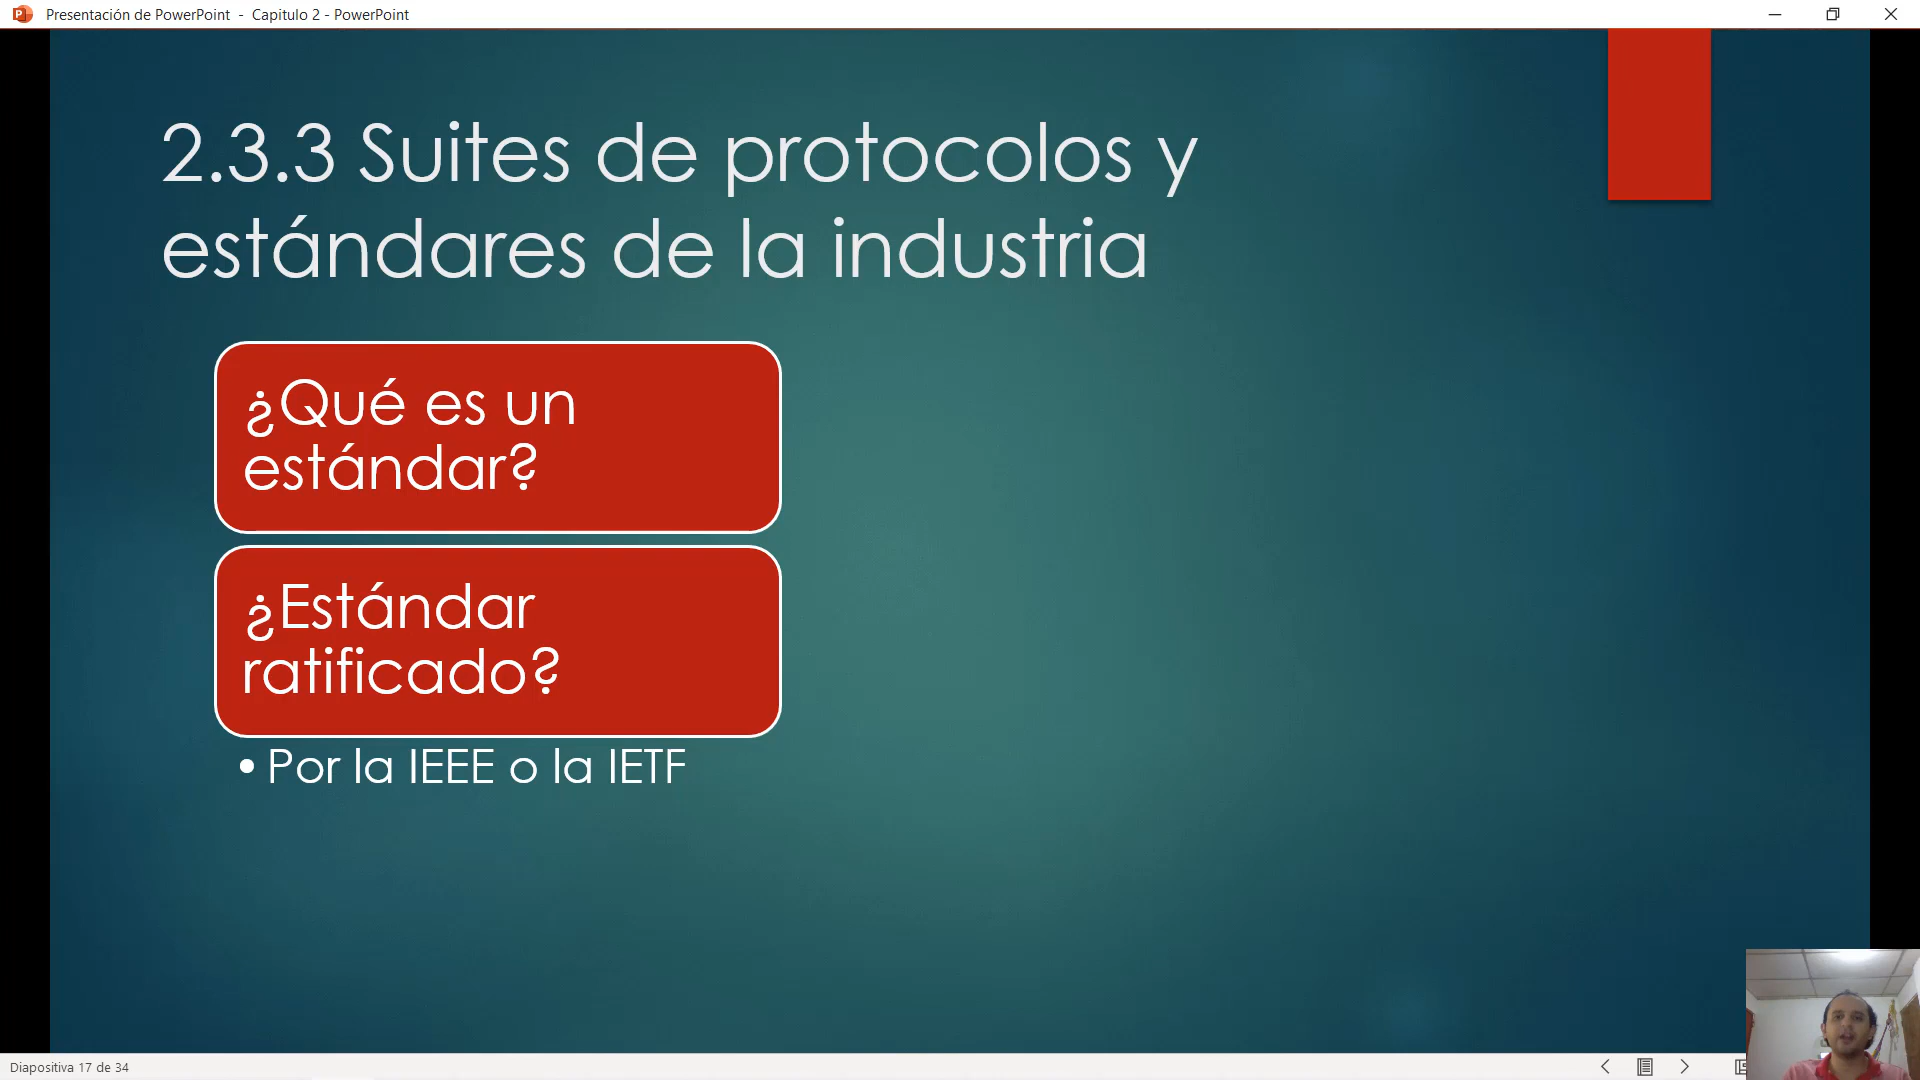 Presentación de PowerPoint - Capitulo 2 - PowerPoint
2.3.3 Suites de protocolos y
estándares de la industria
¿Qué es un
estándar?
¿Estándar
ratificado?
• Por la IEEE o la IETF
Diapositiva 17 de 34